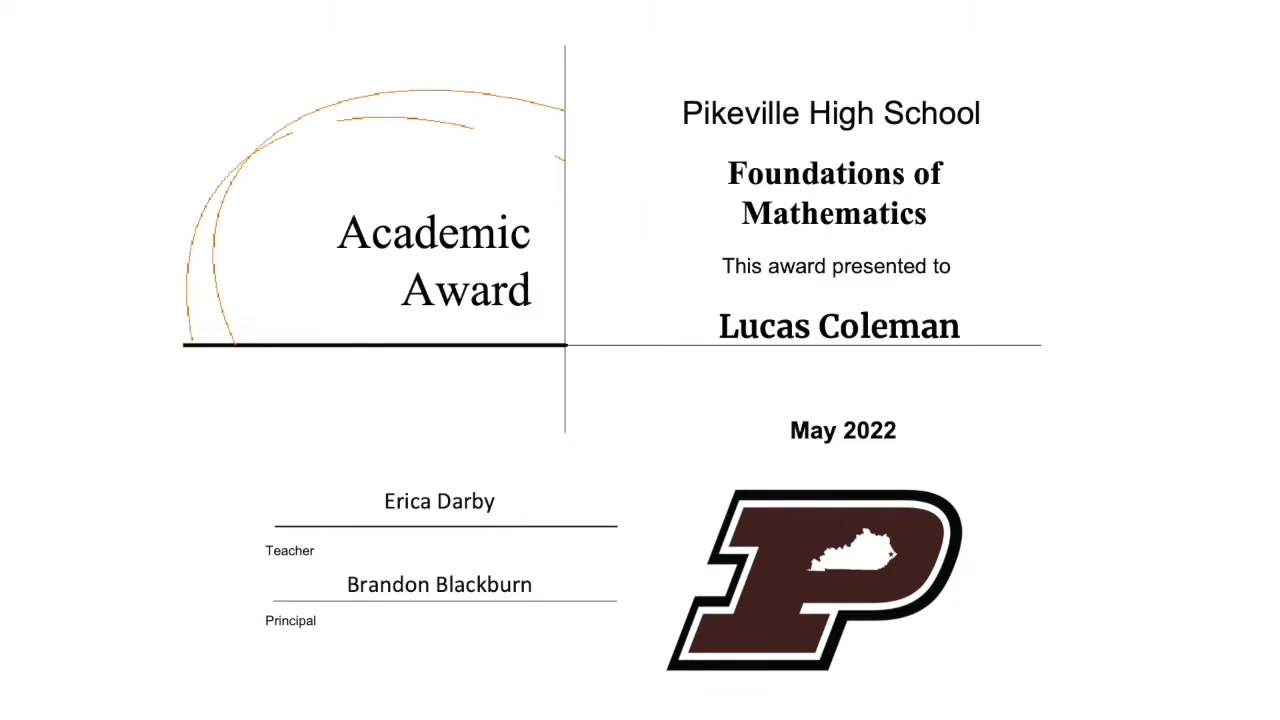 Academic
Award
Pikeville High School
Foundations of
Mathematics
This award presented to
Lucas Coleman
May 2022
Erica Darby
Teacher
Brandon Blackburn
Principal
P